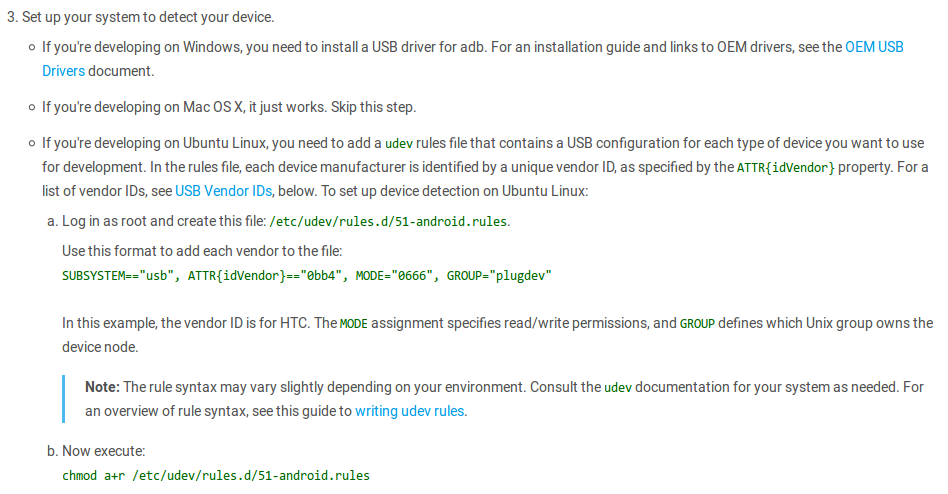 3. Set up your system to detect your device.
○ If you're developing on Windows, you need to install a USB driver for adb. For an installation guide and links to OEM drivers, see the OEM USB
Drivers document.
○ If you're developing on Mac OS X, it just works. Skip this step.
○ If you're developing on Ubuntu Linux, you need to add a udev rules file that contains a USB configuration for each type of device you want to use
for development. In the rules file, each device manufacturer is identified by a unique vendor ID, as specified by the ATTR{idVendor} property. For a
list of vendor IDs, see USB Vendor IDs, below. To set up device detection on Ubuntu Linux:
a. Log in as root and create this file: /etc/udev/rules.d/51-android.rules.
Use this format to add each vendor to the file:
SUBSYSTEM=="usb", ATTR{idVendor}=="0bb4", MODE="0666", GROUP="plugdev"
In this example, the vendor ID is for HTC. The MODE assignment specifies read/write permissions, and GROUP defines which Unix group owns the
device node.
Note: The rule syntax may vary slightly depending on your environment. Consult the udev documentation for your system as needed. For
an overview of rule syntax, see this guide to writing udev rules.
b. Now execute:
chmod a+r /etc/udev/rules.d/51-android.rules